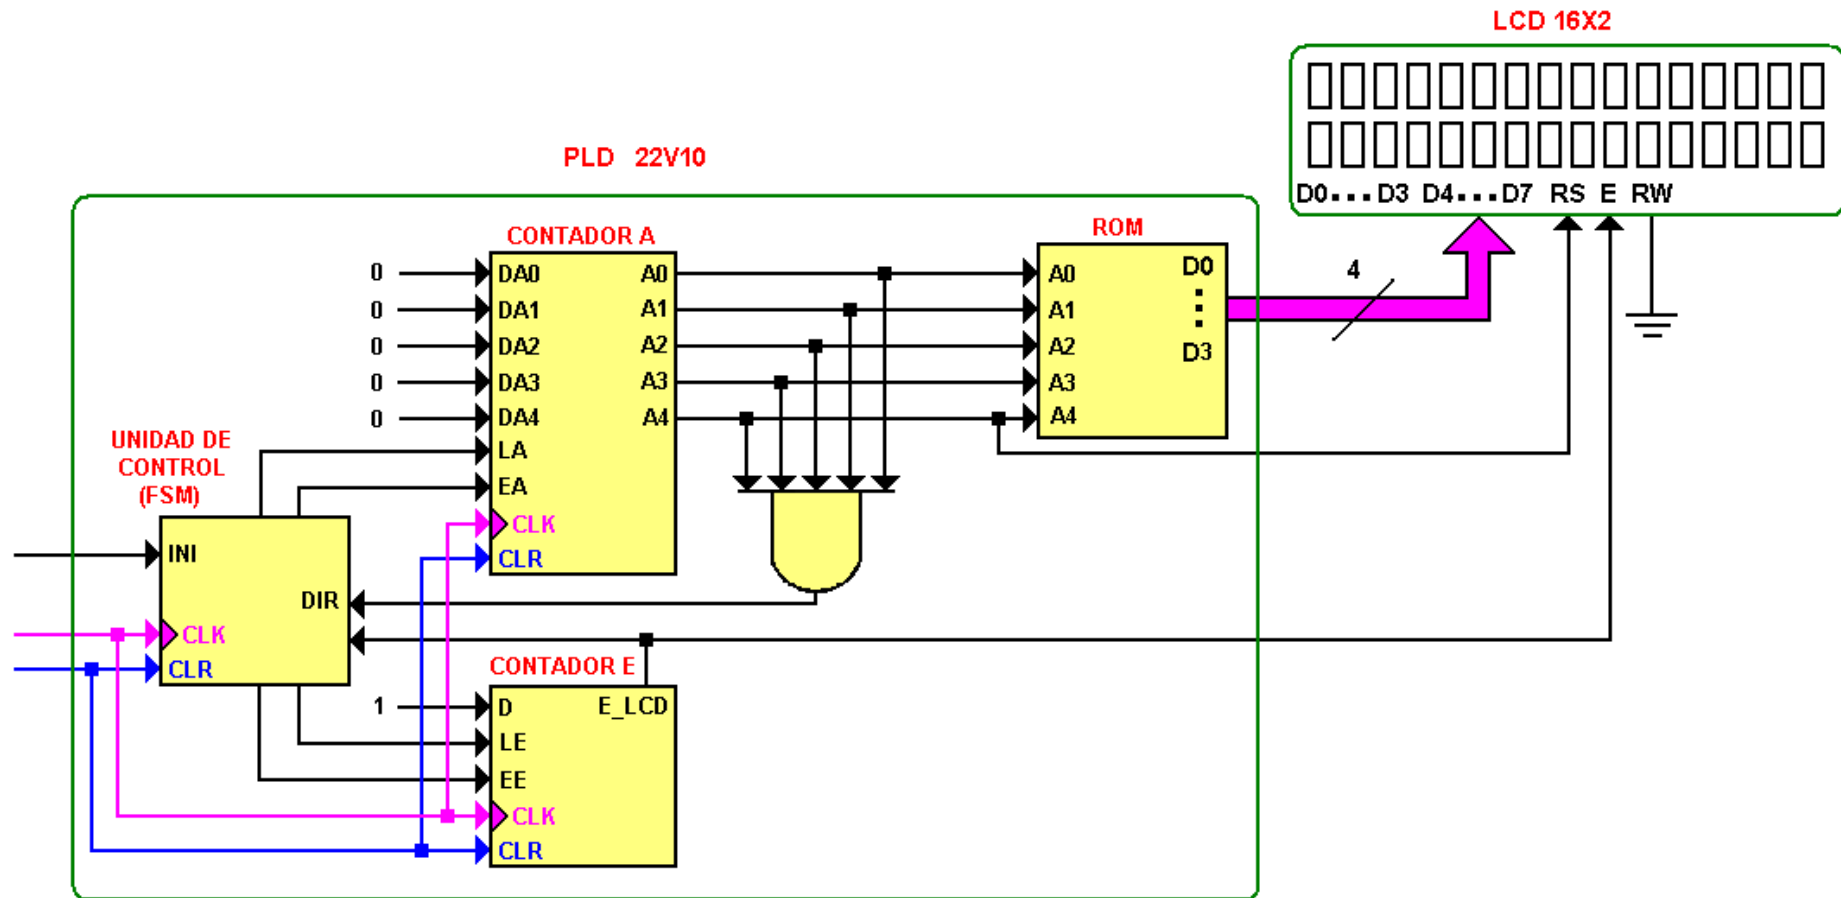 LCD 16X2
D0...D3 D4...D7 RS E RW
PLD 22V10
CONTADOR A
0 DA0 A0
0 DA1 A1
0 DA2 A2
0 DA3 A3
0 DA4 A4
LA
EA
CLK
CLR
ROM
A0 D0
A1
A2 D3
A3
A4
4
UNIDAD DE
CONTROL
(FSM)
INI
DIR
CLK
CLR
CONTADOR E
1 D E_LCD
LE
EE
CLK
CLR